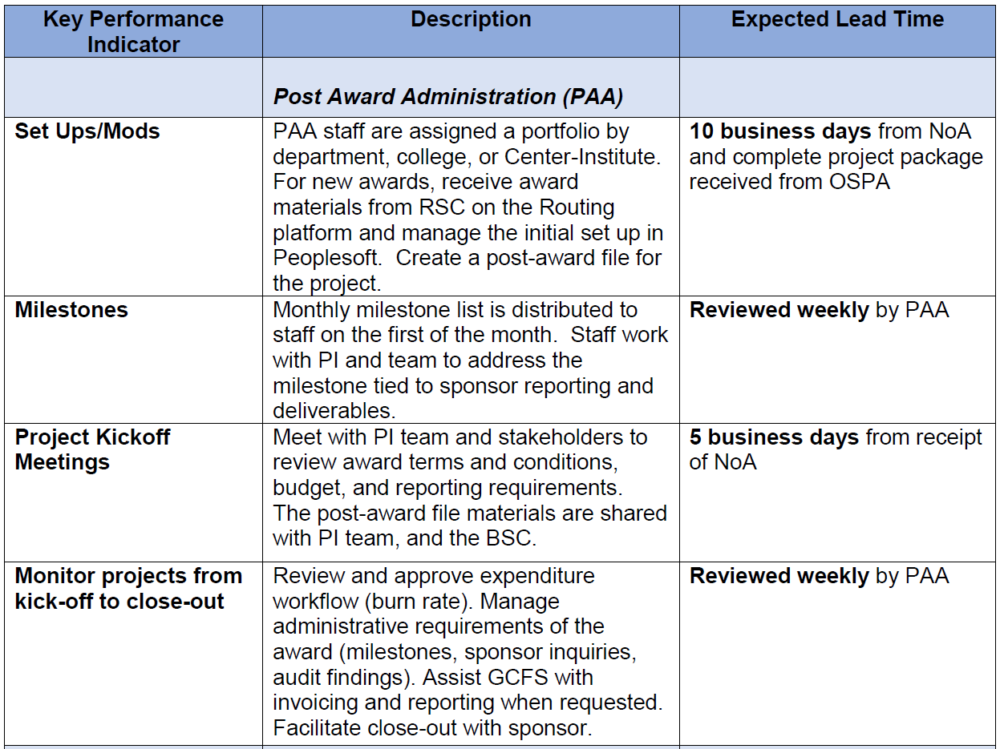 Key Performance
Indicator
Description
Expected Lead Time
Post Award Administration (PAA)
Set Ups/Mods
PAA staff are assigned a portfolio by
department, college, or Center-Institute.
For new awards, receive award
materials from RSC on the Routing
platform and manage the initial set up in
Peoplesoft.  Create a post-award file for
the project.
10 business days from NoA
and complete project package
received from OSPA
Milestones
Monthly milestone list is distributed to
staff on the first of the month.  Staff work
with PI and team to address the
milestone tied to sponsor reporting and
deliverables.
Reviewed weekly by PAA
Project Kickoff
Meetings
Meet with PI team and stakeholders to
review award terms and conditions,
budget, and reporting requirements.
The post-award file materials are shared
with PI team, and the BSC.
5 business days from receipt
of NoA
Monitor projects from
kick-off to close-out
Review and approve expenditure
workflow (burn rate). Manage
administrative requirements of the
award (milestones, sponsor inquiries,
audit findings). Assist GCFS with
invoicing and reporting when requested.
Facilitate close-out with sponsor.
Reviewed weekly by PAA